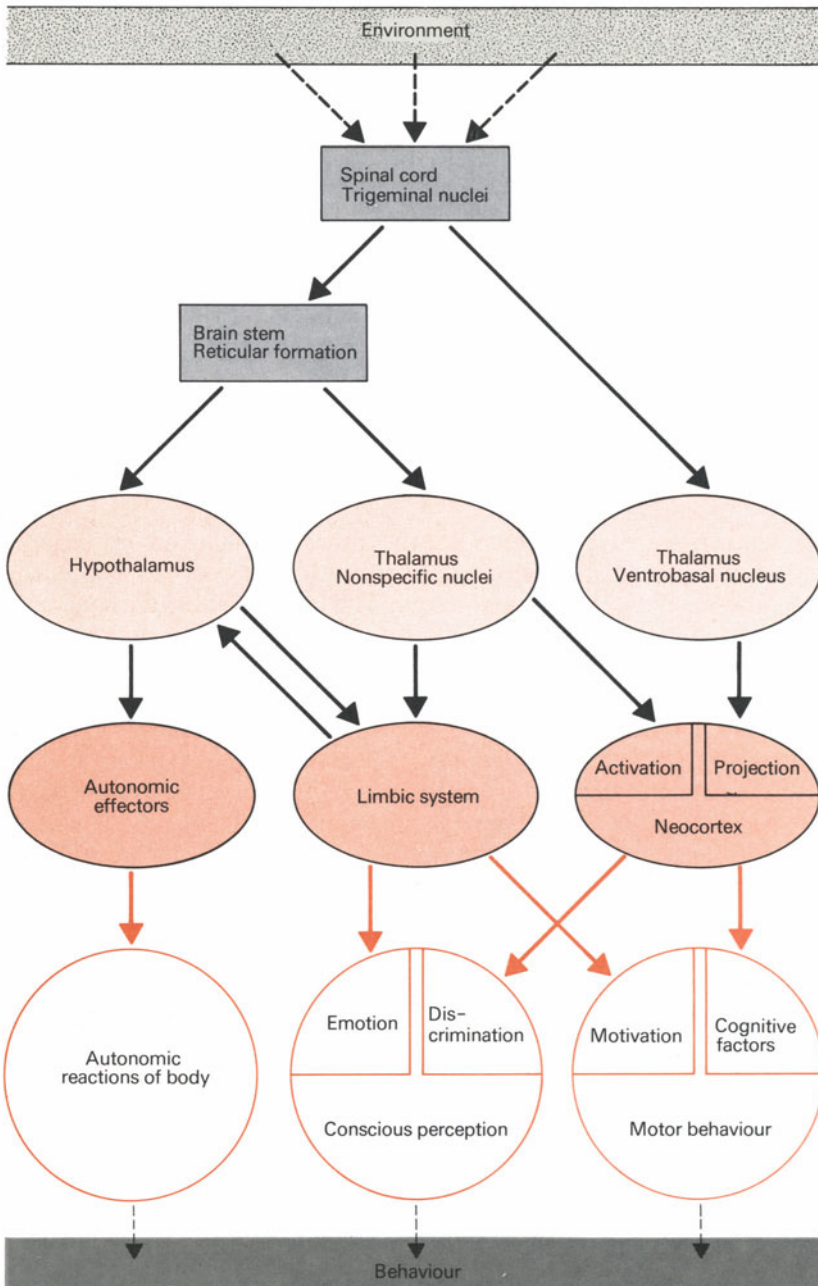 Environment
Spinal cord
Trigeminal nuclei
Brain stem
Reticular formation
Hypothalamus
Thalamus
Nonspecific nuclei
Thalamus
Ventrobasal nucleus
Autonomic
effectors
Limbic system
Activation
Projection
Neocortex
Autonomic
reactions of body
Emotion
Dis-
crimination
Conscious perception
Motivation
Cognitive
factors
Motor behaviour
Behaviour